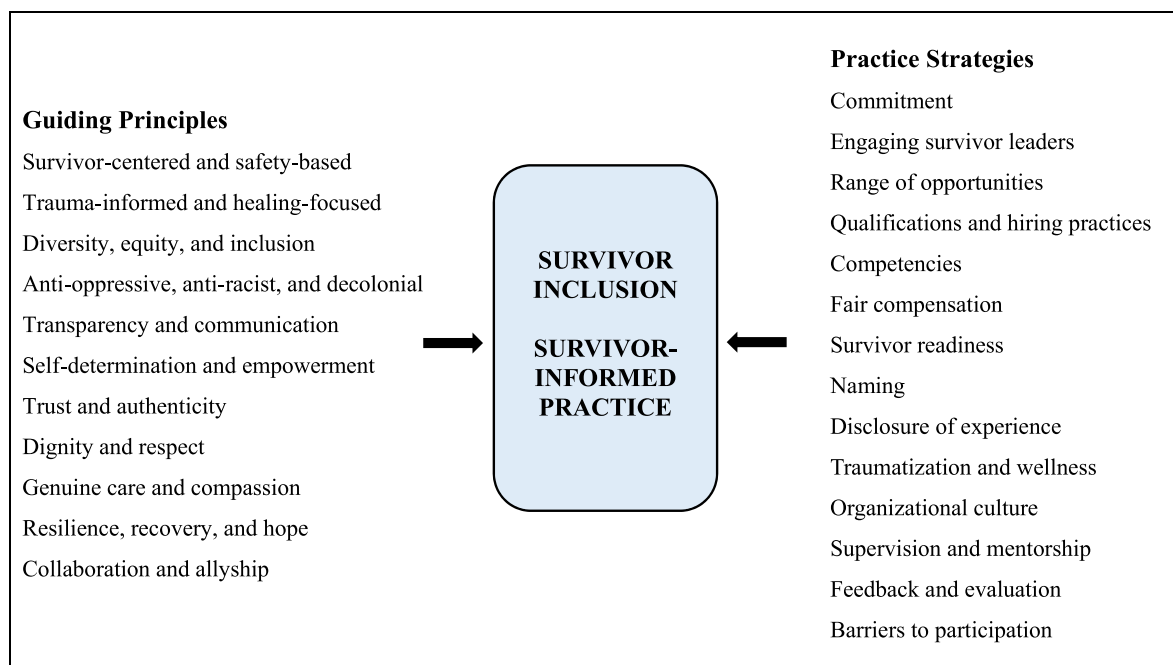 Guiding Principles
Survivor-centered and safety-based
Trauma-informed and healing-focused
Diversity, equity, and inclusion
Anti-oppressive, anti-racist, and decolonial
Transparency and communication
Self-determination and empowerment
Trust and authenticity
Dignity and respect
Genuine care and compassion
Resilience, recovery, and hope
Collaboration and allyship
SURVIVOR
INCLUSION
SURVIVOR-
INFORMED
PRACTICE
Practice Strategies
Commitment
Engaging survivor leaders
Range of opportunities
Qualifications and hiring practices
Competencies
Fair compensation
Survivor readiness
Naming
Disclosure of experience
Traumatization and wellness
Organizational culture
Supervision and mentorship
Feedback and evaluation
Barriers to participation